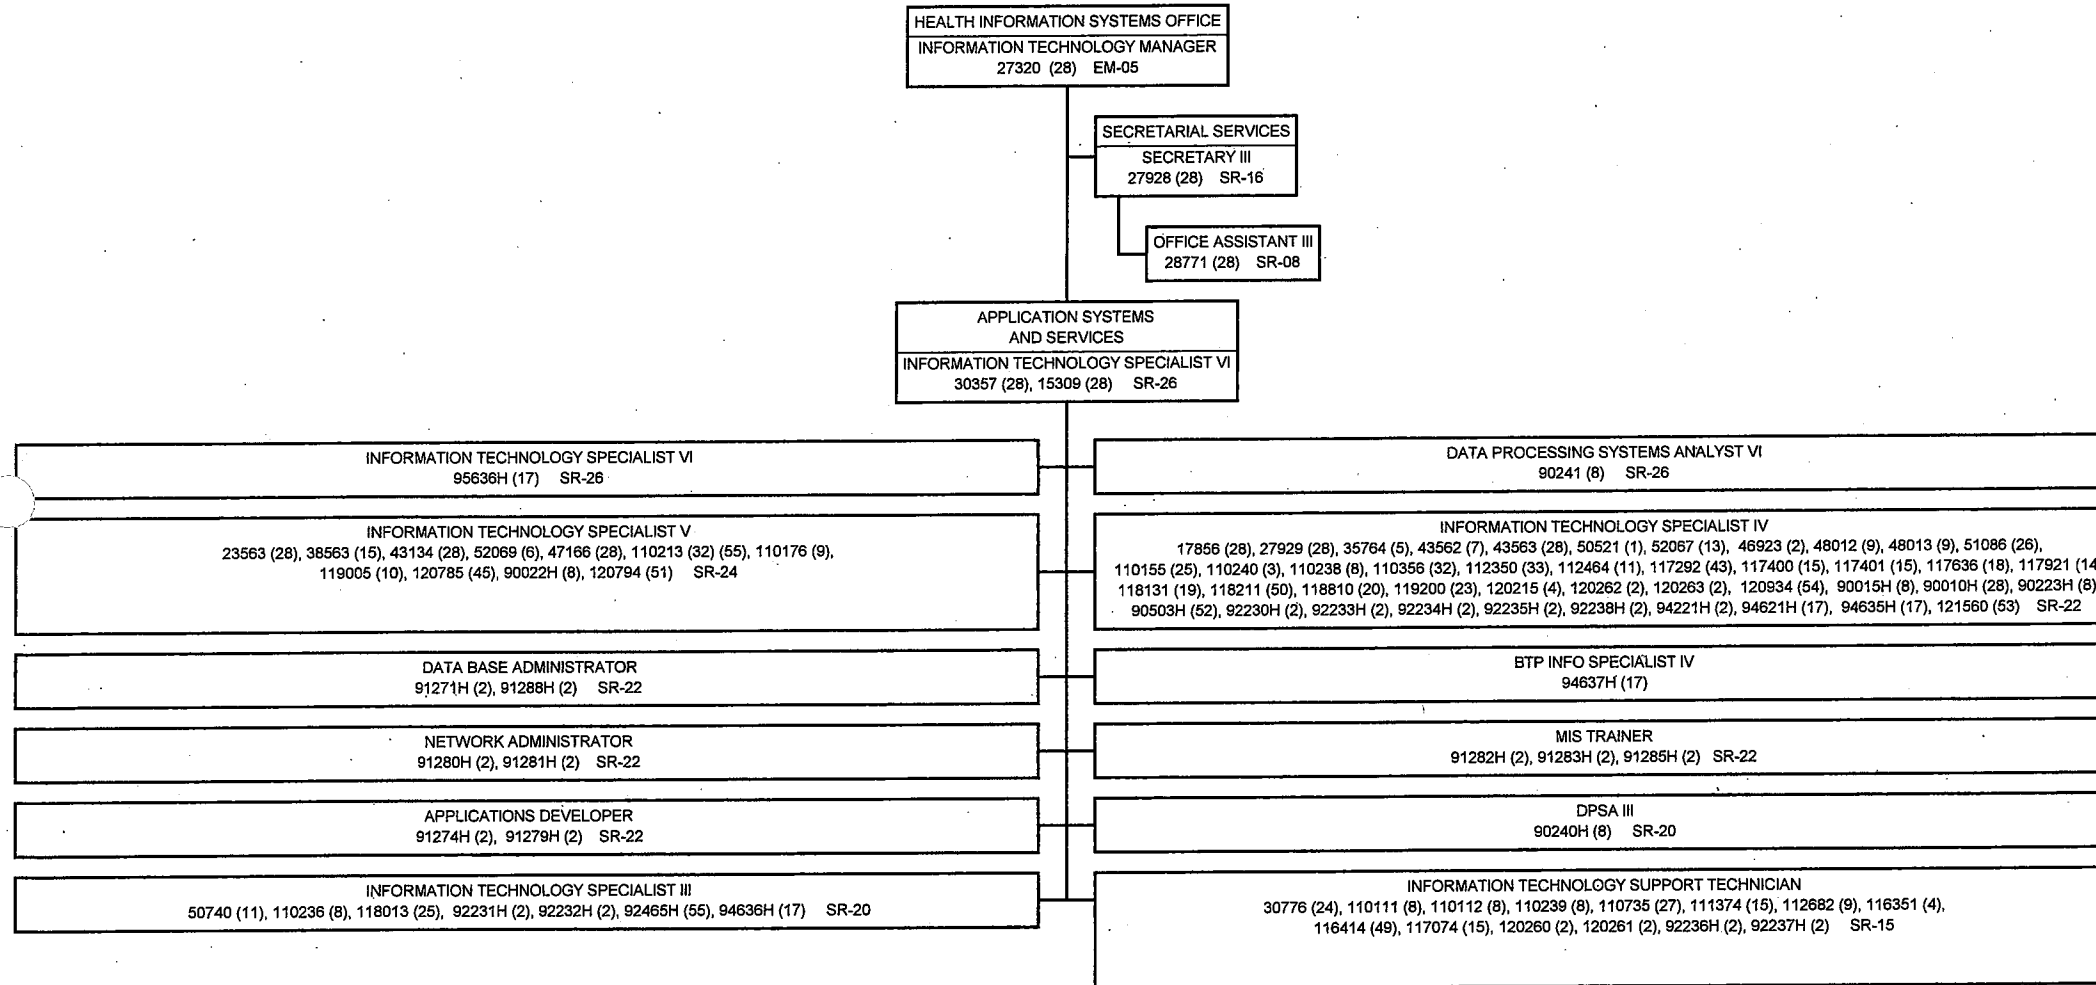 HEALTH INFORMATION SYSTEMS OFFICE
INFORMATION TECHNOLOGY MANAGER
27320 (28) EM-05
SECRETARIAL SERVICES
SECRETARY III
27928 (28) SR-16
OFFICE ASSISTANT III
28771 (28) SR-08
APPLICATION SYSTEMS
AND SERVICES
INFORMATION TECHNOLOGY SPECIALIST VI
30357 (28), 15309 (28) SR-26
INFORMATION TECHNOLOGY SPECIALIST VI
95636H (17) SR-26
DATA PROCESSING SYSTEMS ANALYST VI
90241 (8) SR-26
INFORMATION TECHNOLOGY SPECIALIST V
23563 (28), 38563 (15), 43134 (28), 52069 (6), 47166 (28), 110213 (32) (55), 110176 (9),
119005 (10), 120785 (45), 90022H (8), 120794 (51) SR-24
INFORMATION TECHNOLOGY SPECIALIST IV
17856 (28), 27929 (28), 35764 (5), 43562 (7), 43563 (28), 50521 (1), 52067 (13), 46923 (2), 48012 (9), 48013 (9), 51086 (26),
110155 (25), 110240 (3), 110238 (8), 110356 (32), 112350 (33), 112464 (11), 117292 (43), 117400 (15), 117401 (15), 117636 (18), 117921 (14
118131 (19), 118211 (50), 118810 (20), 119200 (23), 120215 (4), 120262 (2), 120263 (2), 120934 (54), 90015H (8), 90010H (28), 90223H (8)
90503H (52), 92230H (2), 92233H (2), 92234H (2), 92235H (2), 92238H (2), 94221H (2), 94621H (17), 94635H (17), 121560 (53) SR-22
DATA BASE ADMINISTRATOR
91271H (2), 91288H (2) SR-22
BTP INFO SPECIALIST IV
94637H (17)
NETWORK ADMINISTRATOR
91280H (2), 91281H (2) SR-22
MIS TRAINER
91282H (2), 91283H (2), 91285H (2) SR-22
APPLICATIONS DEVELOPER
91274H (2), 91279H (2) SR-22
DPSA III
90240H (8) SR-20
INFORMATION TECHNOLOGY SPECIALIST III
50740 (11), 110236 (8), 118013 (25), 92231H (2), 92232H (2), 92465H (55), 94636H (17) SR-20
INFORMATION TECHNOLOGY SUPPORT TECHNICIAN
30776 (24), 110111 (8), 110112 (8), 110239 (8), 110735 (27), 111374 (15), 112682 (9), 116351 (4),
116414 (49), 117074 (15), 120260 (2), 120261 (2), 92236H (2), 92237H (2) SR-15